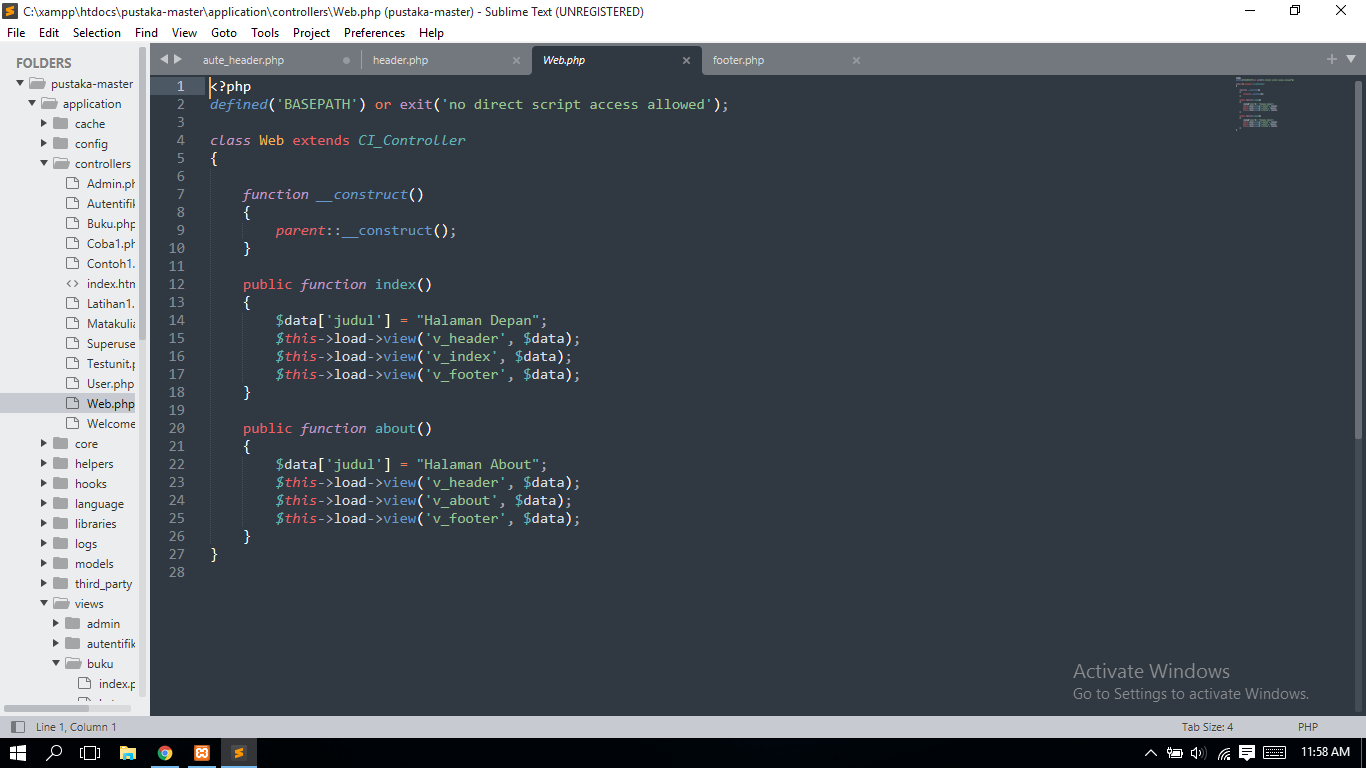 C:\xampp\htdocs\pustaka-master\application\controllers\Web.php (pustaka-master) - Sublime Text (UNREGISTERED)
File Edit Selection Find View Goto Tools Project Preferences Help
FOLDERS
pustaka-master
application
cache
config
controllers
Admin.ph
Autentifik
Buku.php
Coba1.ph
Contoh1.
index.htm
Latihan1.
Matakulia
Superuse
Testunit.p
User.php
Web.php
Welcome
core
helpers
hooks
language
libraries
logs
models
third_party
views
admin
autentifik
buku
index.p
aute_header.php header.php Web.php footer.php
1 <?php
2 defined('BASEPATH') or exit('no direct script access allowed');
3
4 class Web extends CI_Controller
5 {
6
7 function __construct()
8 {
9 parent::__construct();
10 }
11
12 public function index()
13 {
14 $data['judul'] = "Halaman Depan";
15 $this->load->view('v_header', $data);
16 $this->load->view('v_index', $data);
17 $this->load->view('v_footer', $data);
18 }
19
20 public function about()
21 {
22 $data['judul'] = "Halaman About";
23 $this->load->view('v_header', $data);
24 $this->load->view('v_about', $data);
25 $this->load->view('v_footer', $data);
26 }
27 }
28
Activate Windows
Go to Settings to activate Windows.
Line 1, Column 1 Tab Size: 4 PHP
11:58 AM